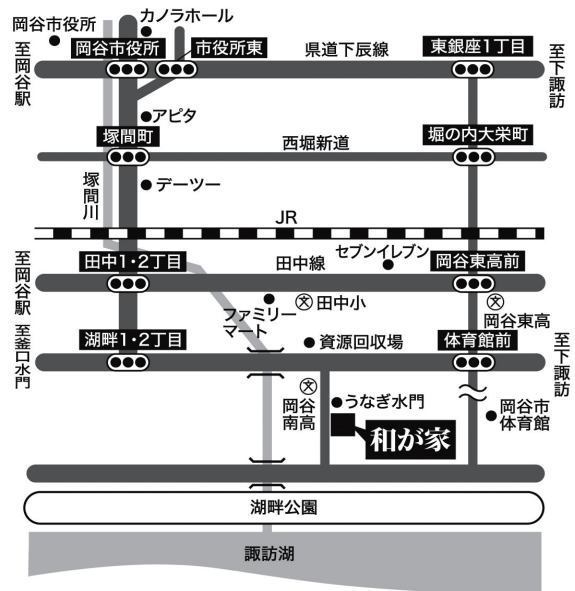 カノラホール
岡谷市役所
岡谷市役所
市役所東
県道下辰線
東銀座1丁目
至岡谷駅
至下諏訪
アピタ
塚間町
西堀新道
堀の内大栄町
塚間川
デーツー
JR
セブンイレブン
田中1・2丁目
田中線
岡谷東高前
至岡谷駅
ファミリー
マート
文
田中小
文
岡谷東高
至釜口水門
湖畔1・2丁目
資源回収場
体育館前
至下諏訪
文
岡谷
南高
うなぎ水門
岡谷市
体育館
和が家
湖畔公園
諏訪湖